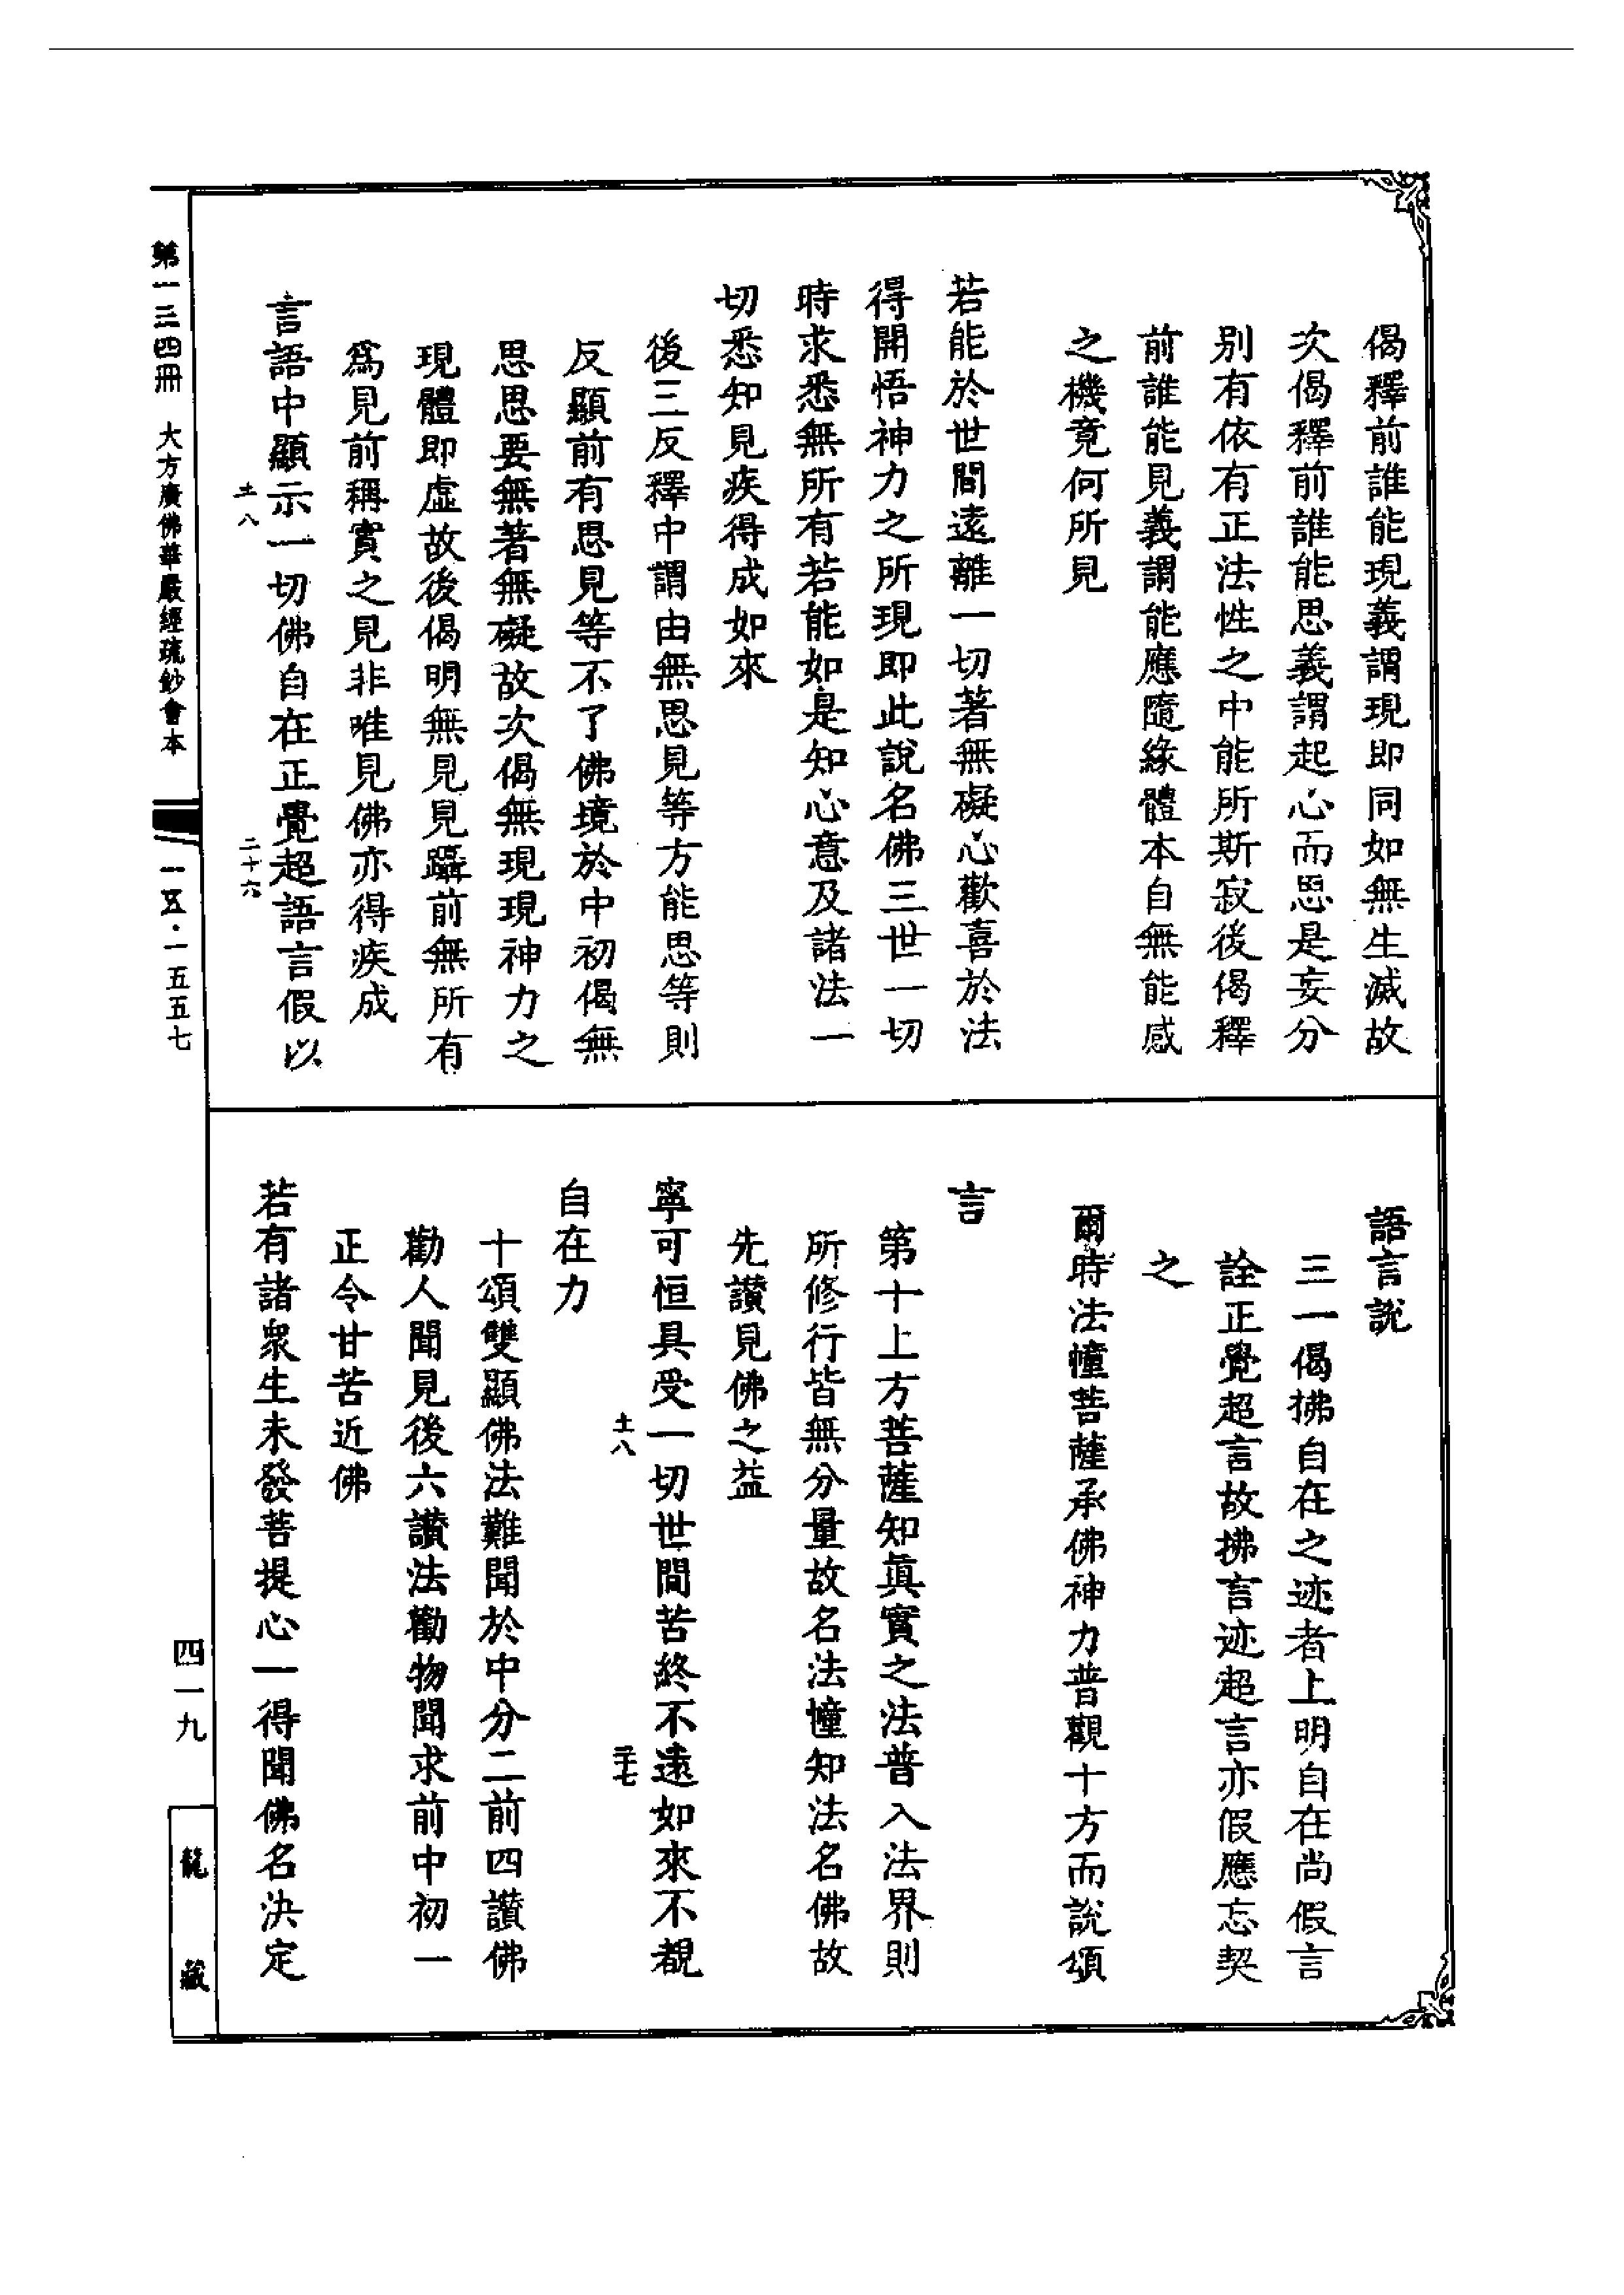 偈釋前誰能現義謂現即同如無生滅故
次偈釋前誰能思義謂起心而思是妄分
別有依有正法性之中能所斯寂後偈釋
前誰能見義謂能應隨緣體本自無能感
之機竟何所見
若能於世間遠離一切著無礙心歡喜於法
得開悟神力之所現即此說名佛三世一切
時求悉無所有若能如是知心意及諸法一
切悉知見疾得成如來
後三反釋中謂由無思見等方能思等則
反顯前有思見等不了佛境於中初偈無
思思要無著無礙故次偈無現現神力之
現體即虛故後偈明無見見躡前無所有
爲見前稱實之見非唯見佛亦得疾成
言語中顯示一切佛自在正覺超語言假以
土八
二十六
語言說
三一偈拂自在之迹者上明自在尚假言
詮正覺超言故拂言迹超言亦假應忘契
之
爾時法幢菩薩承佛神力普觀十方而說頌
言
第十上方菩薩知眞實之法普入法界則
所修行皆無分量故名法幢知法名佛故
先讃見佛之益
寧可恒具受一切世間苦終不遠如來不覩
土八
二十七
自在力
十頌雙顯佛法難聞於中分二前四讃佛
勸人聞見後六讃法勸物聞求前中初一
正令甘苦近佛
若有諸衆生未發菩提心一得聞佛名決定
第一三四冊 大方廣佛華嚴經疏鈔會本
一五·一五五七
四一九
龍藏